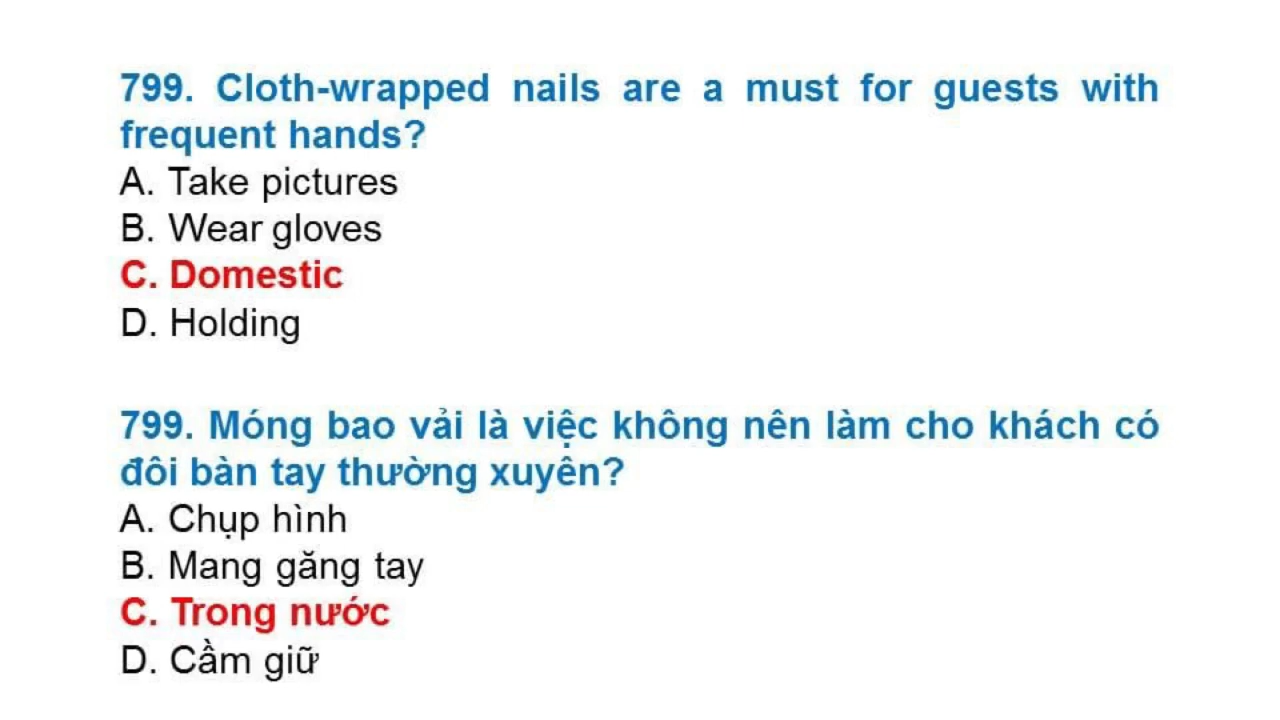 799. Cloth-wrapped nails are a must for guests with
frequent hands?
A. Take pictures
B. Wear gloves
C. Domestic
D. Holding
799. Móng bao vải là việc không nên làm cho khách có
đôi bàn tay thường xuyên?
A. Chụp hình
B. Mang găng tay
C. Trong nước
D. Cầm giữ